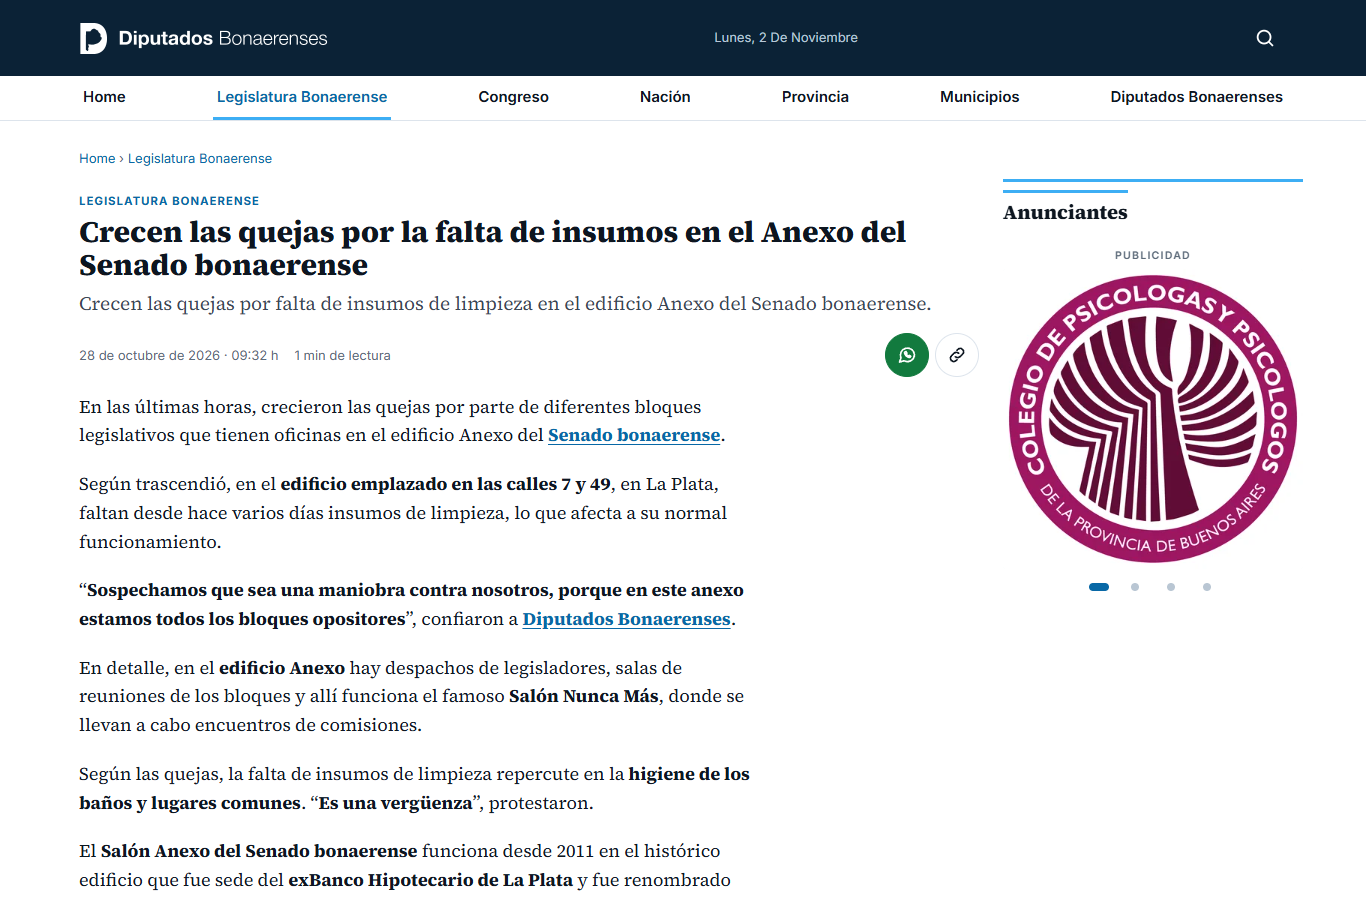 Diputados Bonaerenses
Lunes, 2 De Noviembre
Home
Legislatura Bonaerense
Congreso
Nación
Provincia
Municipios
Diputados Bonaerenses
Home › Legislatura Bonaerense
LEGISLATURA BONAERENSE
Crecen las quejas por la falta de insumos en el Anexo del
Senado bonaerense
Crecen las quejas por falta de insumos de limpieza en el edificio Anexo del Senado bonaerense.
28 de octubre de 2026 · 09:32 h
1 min de lectura
En las últimas horas, crecieron las quejas por parte de diferentes bloques
legislativos que tienen oficinas en el edificio Anexo del Senado bonaerense.
Según trascendió, en el edificio emplazado en las calles 7 y 49, en La Plata,
faltan desde hace varios días insumos de limpieza, lo que afecta a su normal
funcionamiento.
“Sospechamos que sea una maniobra contra nosotros, porque en este anexo
estamos todos los bloques opositores”, confiaron a Diputados Bonaerenses.
En detalle, en el edificio Anexo hay despachos de legisladores, salas de
reuniones de los bloques y allí funciona el famoso Salón Nunca Más, donde se
llevan a cabo encuentros de comisiones.
Según las quejas, la falta de insumos de limpieza repercute en la higiene de los
baños y lugares comunes. “Es una vergüenza”, protestaron.
El Salón Anexo del Senado bonaerense funciona desde 2011 en el histórico
edificio que fue sede del exBanco Hipotecario de La Plata y fue renombrado
Anunciantes
PUBLICIDAD
COLEGIO DE PSICOLOGAS Y PSICOLOGOS
DE LA PROVINCIA DE BUENOS AIRES